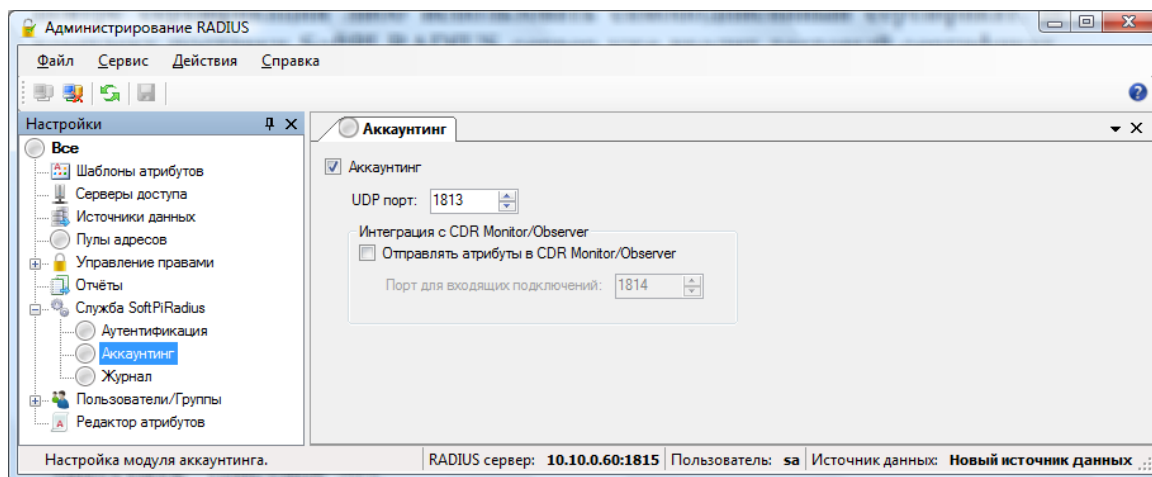 Администрирование RADIUS
Файл Сервис Действия Справка
Настройки
Все
Шаблоны атрибутов
Серверы доступа
Источники данных
Пулы адресов
Управление правами
Отчёты
Служба SoftPiRadius
Аутентификация
Аккаунтинг
Журнал
Пользователи/Группы
Редактор атрибутов
Аккаунтинг
Аккаунтинг
UDP порт: 1813
Интеграция с CDR Monitor/Observer
Отправлять атрибуты в CDR Monitor/Observer
Порт для входящих подключений: 1814
Настройка модуля аккаунтинга. RADIUS сервер: 10.10.0.60:1815 Пользователь: sa Источник данных: Новый источник данных